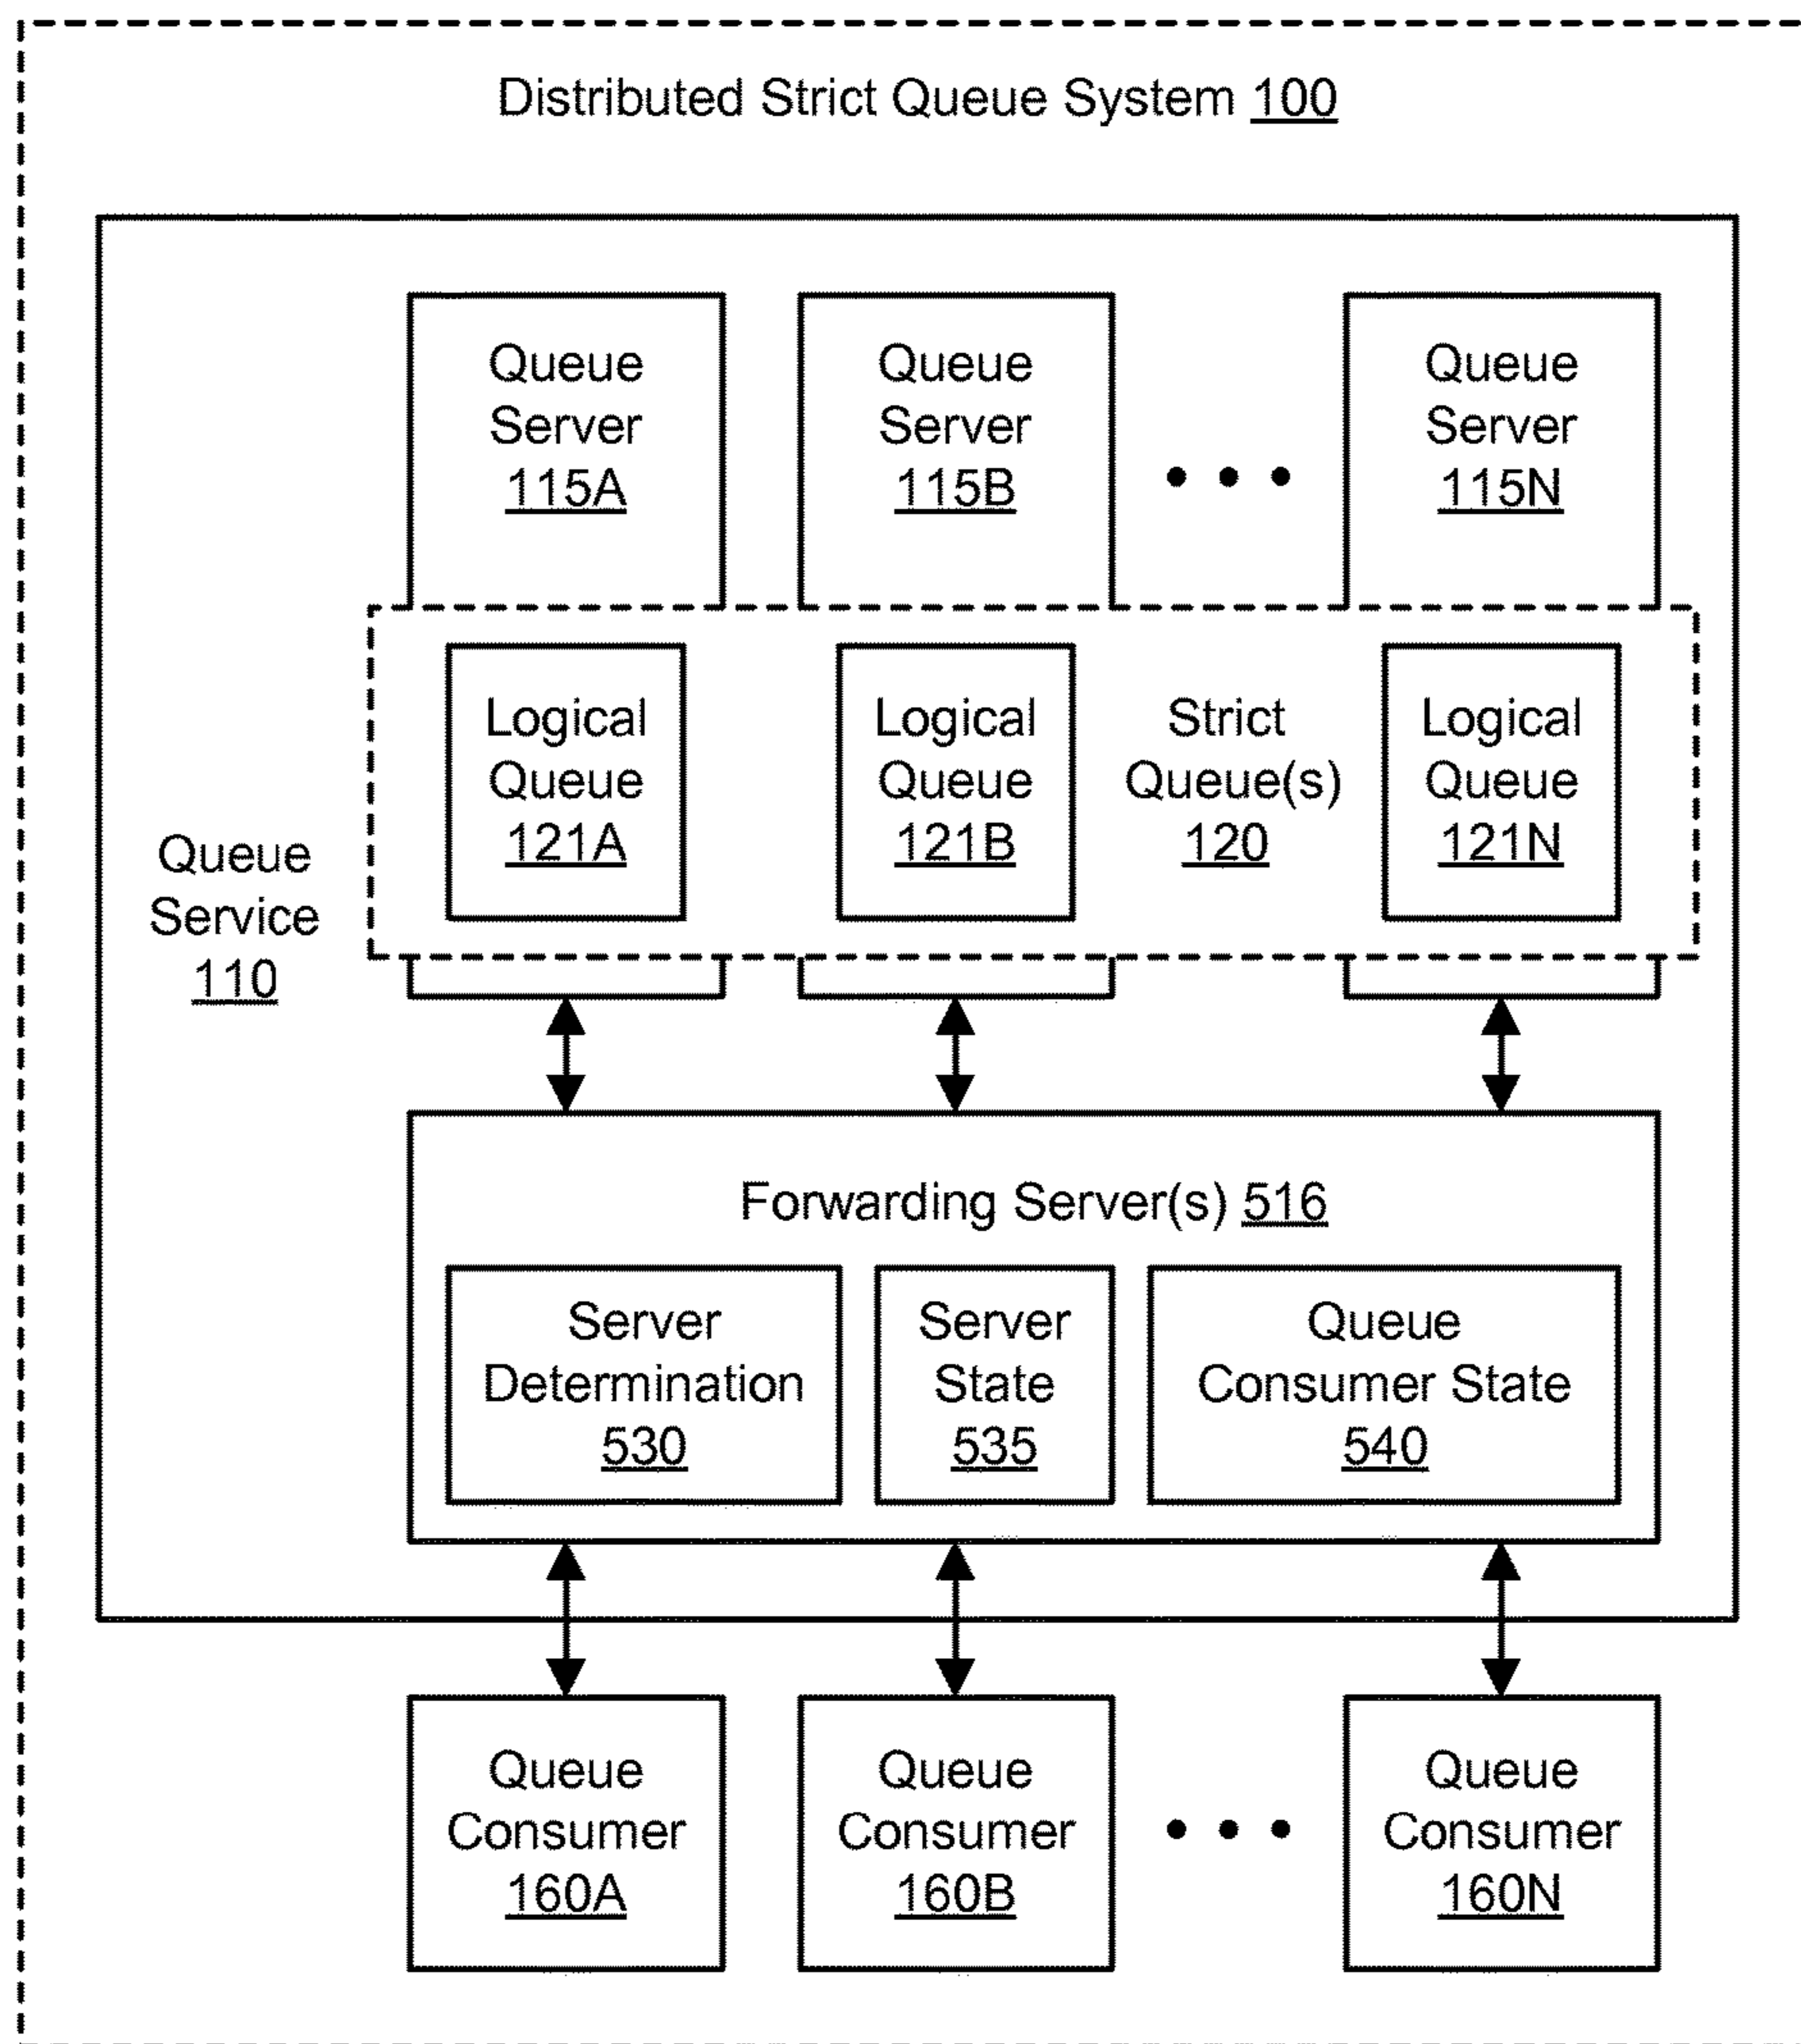 Distributed Strict Queue System 100
Queue
Server
115A
Queue
Server
115B
Queue
Server
115N
Logical
Queue
121A
Logical
Queue
121B
Strict
Queue(s)
120
Logical
Queue
121N
Queue
Service
110
Forwarding Server(s) 516
Server
Determination
530
Server
State
535
Queue
Consumer State
540
Queue
Consumer
160A
Queue
Consumer
160B
Queue
Consumer
160N